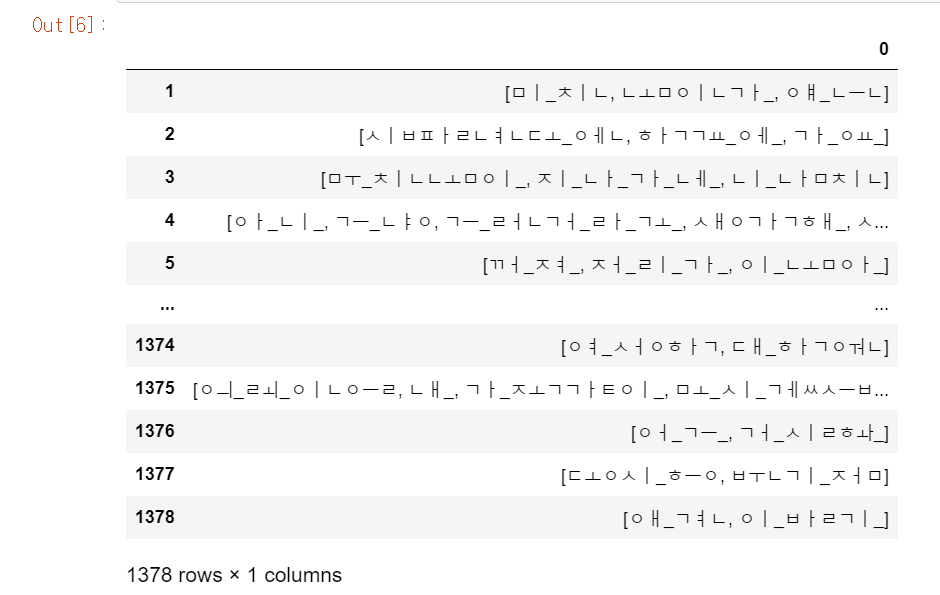 Out[6]:
0
1 [ㅁㅣ_ㅊㅣㄴ, ㄴㅗㅁㅇㅣㄴㄱㅏ_, ㅇㅒ_ㄴㅡㄴ]
2 [ㅅㅣㅂㅍㅏㄹㄴㅕㄴㄷㅗ_ㅇㅔㄴ, ㅎㅏㄱㄱㅛ_ㅇㅔ_, ㄱㅏ_ㅇㅛ_]
3 [ㅁㅜ_ㅊㅣㄴㄴㅗㅁㅇㅣ_, ㅈㅣ_ㄴㅏ_ㄱㅏ_ㄴㅔ_, ㄴㅣ_ㄴㅏㅁㅊㅣㄴ]
4 [ㅇㅏ_ㄴㅣ_, ㄱㅡ_ㄴㅑㅇ, ㄱㅡ_ㄹㅓㄴㄱㅓ_ㄹㅏ_ㄱㅗ_, ㅅㅐㅇㄱㅏㄱㅎㅐ_, ㅅ...
5 [ㄲㅓ_ㅈㅕ_, ㅈㅓ_ㄹㅣ_ㄱㅏ_, ㅇㅣ_ㄴㅗㅁㅇㅏ_]
... ...
1374 [ㅇㅕ_ㅅㅓㅇㅎㅏㄱ, ㄷㅐ_ㅎㅏㄱㅇㅝㄴ]
1375 [ㅇㅢ_ㄹㅚ_ㅇㅣㄴㅇㅡㄹ, ㄴㅐ_, ㄱㅏ_ㅈㅗㄱㄱㅏㅌㅇㅣ_, ㅁㅗ_ㅅㅣ_ㄱㅔㅆㅅㅡㅂ...
1376 [ㅇㅓ_ㄱㅡ_, ㄱㅓ_ㅅㅣㄹㅎㅘ_]
1377 [ㄷㅗㅇㅅㅣ_ㅎㅡㅇ, ㅂㅜㄴㄱㅣ_ㅈㅓㅁ]
1378 [ㅇㅐ_ㄱㅕㄴ, ㅇㅣ_ㅂㅏㄹㄱㅣ_]
1378 rows × 1 columns